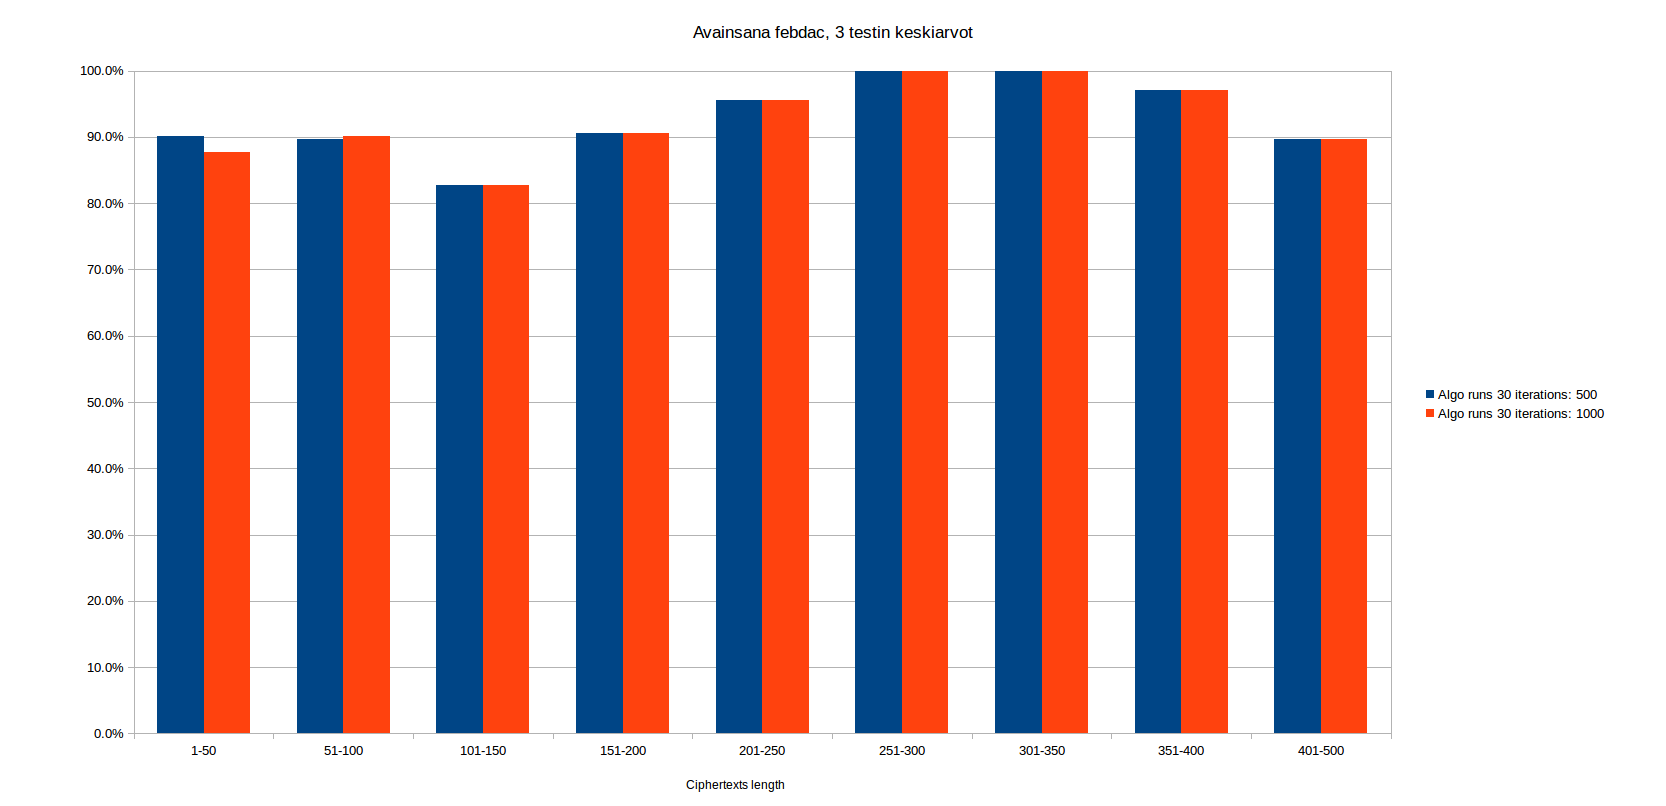 Avainsana febdac, 3 testin keskiarvot
100.0%
90.0%
80.0%
70.0%
60.0%
50.0%
40.0%
30.0%
20.0%
10.0%
0.0%
1-50 51-100 101-150 151-200 201-250 251-300 301-350 351-400 401-500
Ciphertexts length
Algo runs 30 iterations: 500
Algo runs 30 iterations: 1000